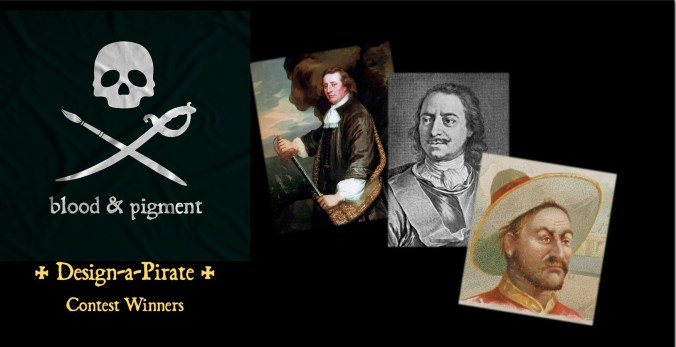 blood & pigment
Design-a-Pirate
Contest Winners